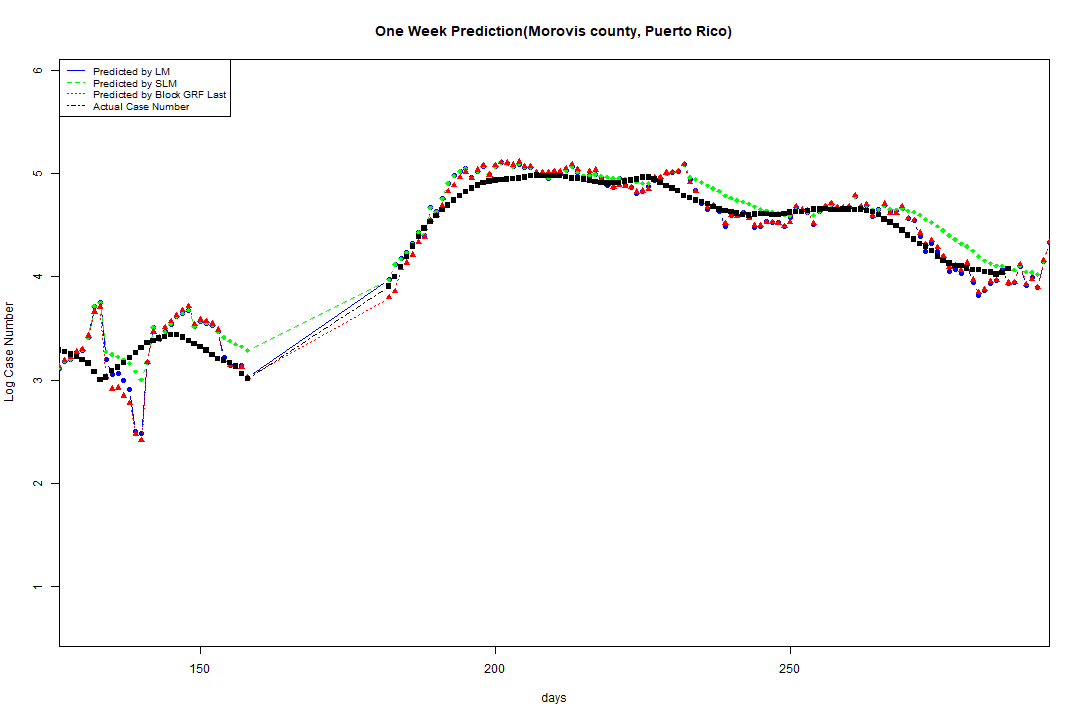 One Week Prediction(Morovis county, Puerto Rico)
Predicted by LM
Predicted by SLM
Predicted by Block GRF Last
Actual Case Number
6
5
4
3
2
1
Log Case Number
150
200
250
days